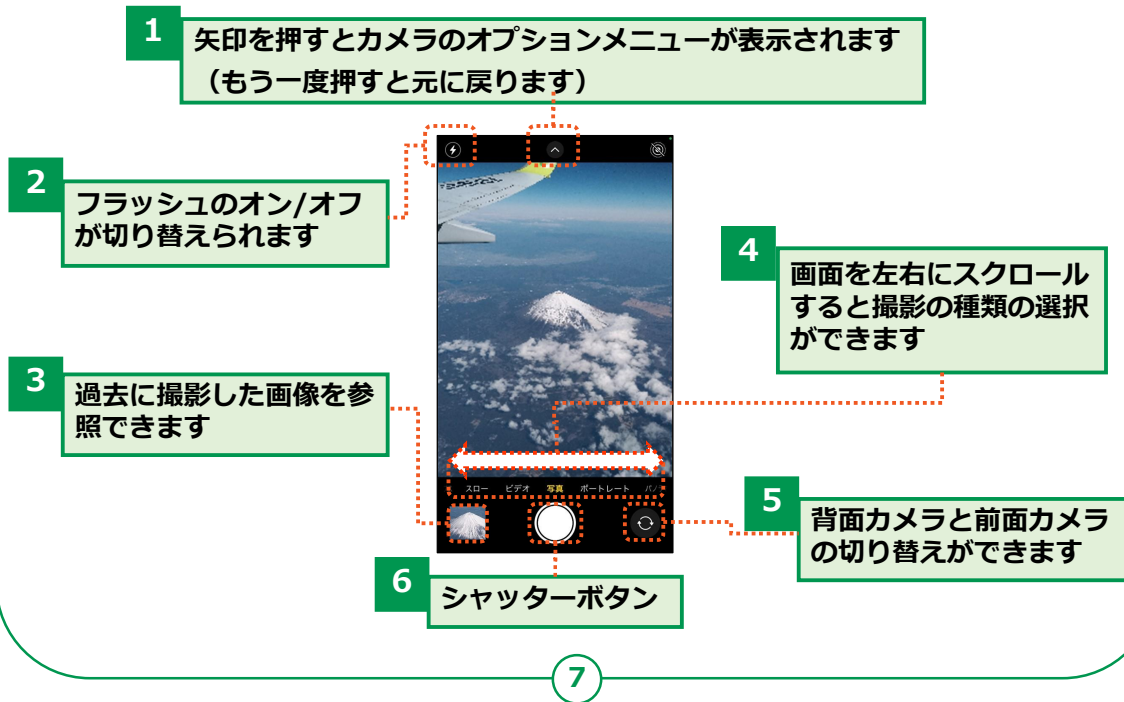 1
矢印を押すとカメラのオプションメニューが表示されます
（もう一度押すと元に戻ります）
2
フラッシュのオン/オフ
が切り替えられます
3
過去に撮影した画像を参
照できます
4
画面を左右にスクロール
すると撮影の種類の選択
ができます
スロー ビデオ 写真 ポートレート パノ
5
背面カメラと前面カメラ
の切り替えができます
6
シャッターボタン
7